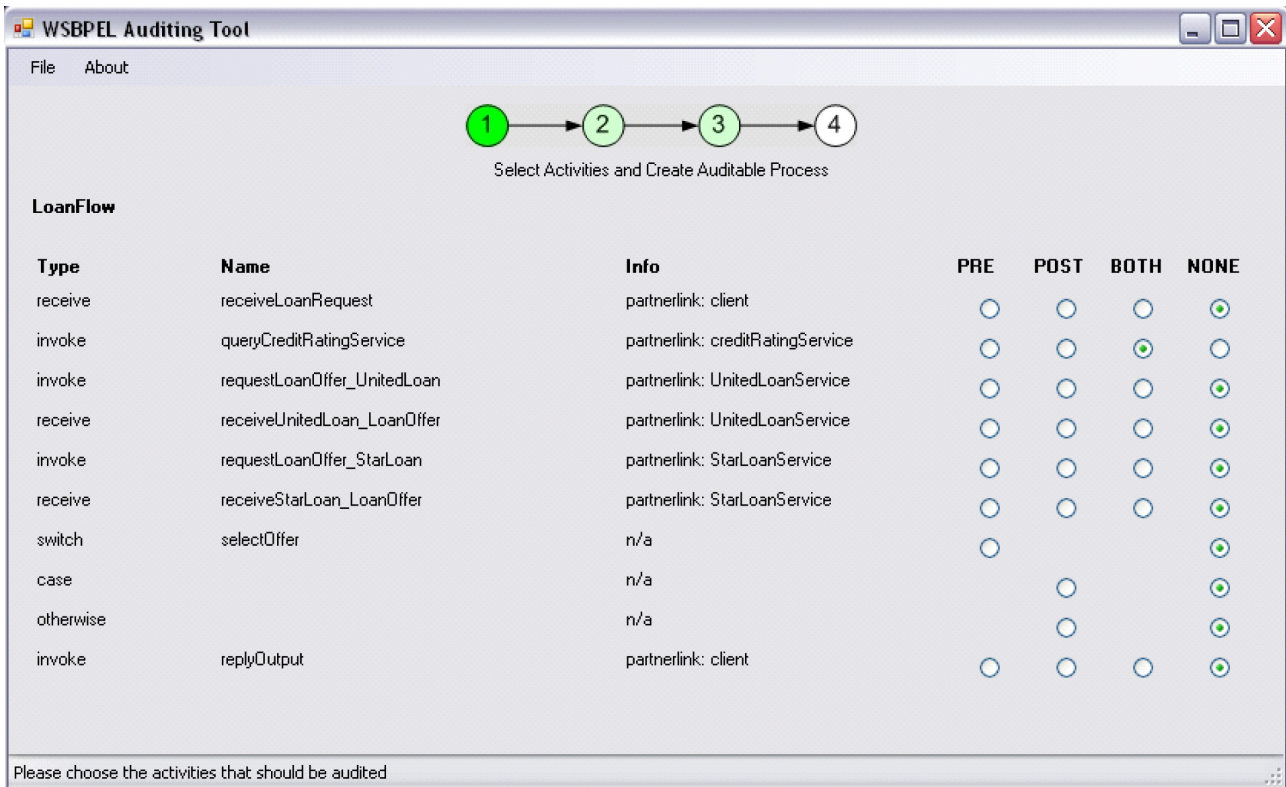 WSBPEL Auditing Tool
File About
1 2 3 4
Select Activities and Create Auditable Process
LoanFlow
Type Name Info PRE POST BOTH NONE
receive receiveLoanRequest partnerlink: client
invoke queryCreditRatingService partnerlink: creditRatingService
invoke requestLoanOffer_UnitedLoan partnerlink: UnitedLoanService
receive receiveUnitedLoan_LoanOffer partnerlink: UnitedLoanService
invoke requestLoanOffer_StarLoan partnerlink: StarLoanService
receive receiveStarLoan_LoanOffer partnerlink: StarLoanService
switch selectOffer n/a
case n/a
otherwise n/a
invoke replyOutput partnerlink: client
Please choose the activities that should be audited